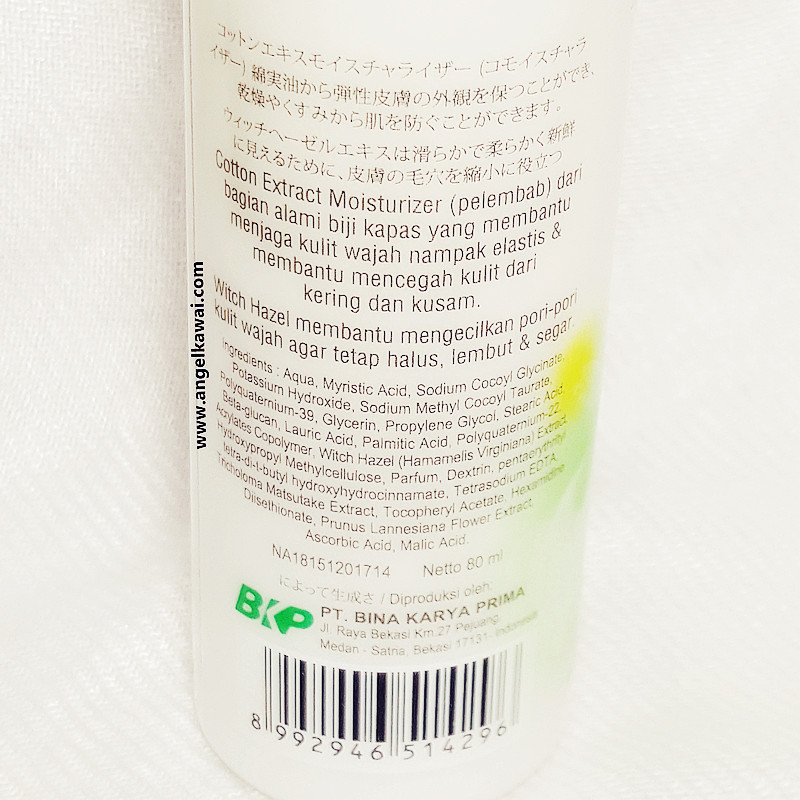 コットンエキスモイスチャライザー (コモイスチャラ
イザー) 綿実油から弾性皮膚の外観を保つことができ、
乾燥やくすみから肌を防ぐことができます。
ウィッチヘーゼルエキスは滑らかで柔らかく新鮮
に見えるために、皮膚の毛穴を縮小に役立つ
Cotton Extract Moisturizer (pelembab) dari
bagian alami biji kapas yang membantu
menjaga kulit wajah nampak elastis &
membantu mencegah kulit dari
kering dan kusam.
Witch Hazel membantu mengecilkan pori-pori
kulit wajah agar tetap halus, lembut & segar.
Ingredients : Aqua, Myristic Acid, Sodium Cocoyl Glycinate,
Potassium Hydroxide, Sodium Methyl Cocoyl Taurate,
Polyquaternium-39, Glycerin, Propylene Glycol, Stearic Acid,
Beta-glucan, Lauric Acid, Palmitic Acid, Polyquaternium-22,
Acrylates Copolymer, Witch Hazel (Hamamelis Virginiana) Extract,
Hydroxypropyl Methylcellulose, Parfum, Dextrin, pentaerythrityl
tetra-di-t-butyl hydroxyhydrocinnamate, Tetrasodium EDTA,
Tricholoma Matsutake Extract, Tocopheryl Acetate, Hexamidine
Diisethionate, Prunus Lannesiana Flower Extract,
Ascorbic Acid, Malic Acid.
NA18151201714 Netto 80 ml
によって生成さ / Diproduksi oleh:
BKP PT. BINA KARYA PRIMA
Jl. Raya Bekasi Km.27 Pejuang,
Medan - Satria, Bekasi 17131- Indonesia
8 992946 514296
www.angelkawai.com